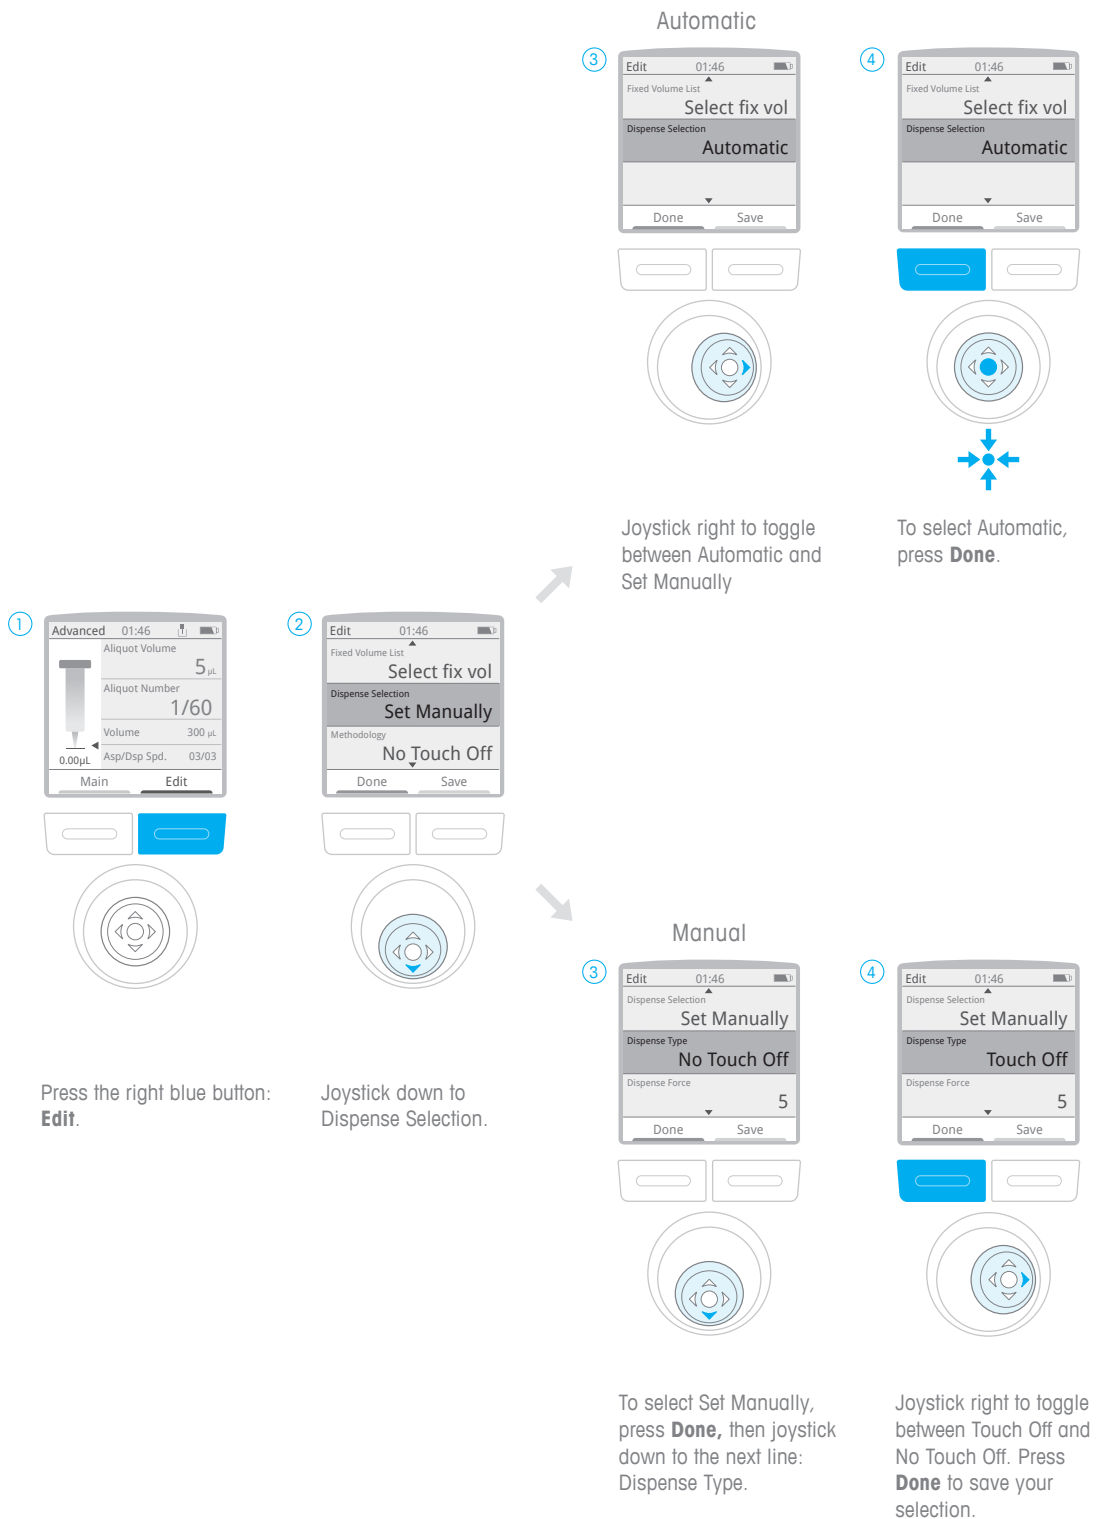 Automatic
3
Edit 01:46
Fixed Volume List
Select fix vol
Dispense Selection
Automatic
Done Save
Joystick right to toggle
between Automatic and
Set Manually
4
Edit 01:46
Fixed Volume List
Select fix vol
Dispense Selection
Automatic
Done Save
To select Automatic,
press Done.
1
Advanced 01:46
Aliquot Volume
5 µL
Aliquot Number
1/60
Volume 300 µL
Asp/Dsp Spd. 03/03
0.00µL
Main Edit
Press the right blue button:
Edit.
2
Edit 01:46
Fixed Volume List
Select fix vol
Dispense Selection
Set Manually
Methodology
No Touch Off
Done Save
Joystick down to
Dispense Selection.
Manual
3
Edit 01:46
Dispense Selection
Set Manually
Dispense Type
No Touch Off
Dispense Force
5
Done Save
To select Set Manually,
press Done, then joystick
down to the next line:
Dispense Type.
4
Edit 01:46
Dispense Selection
Set Manually
Dispense Type
Touch Off
Dispense Force
5
Done Save
Joystick right to toggle
between Touch Off and
No Touch Off. Press
Done to save your
selection.